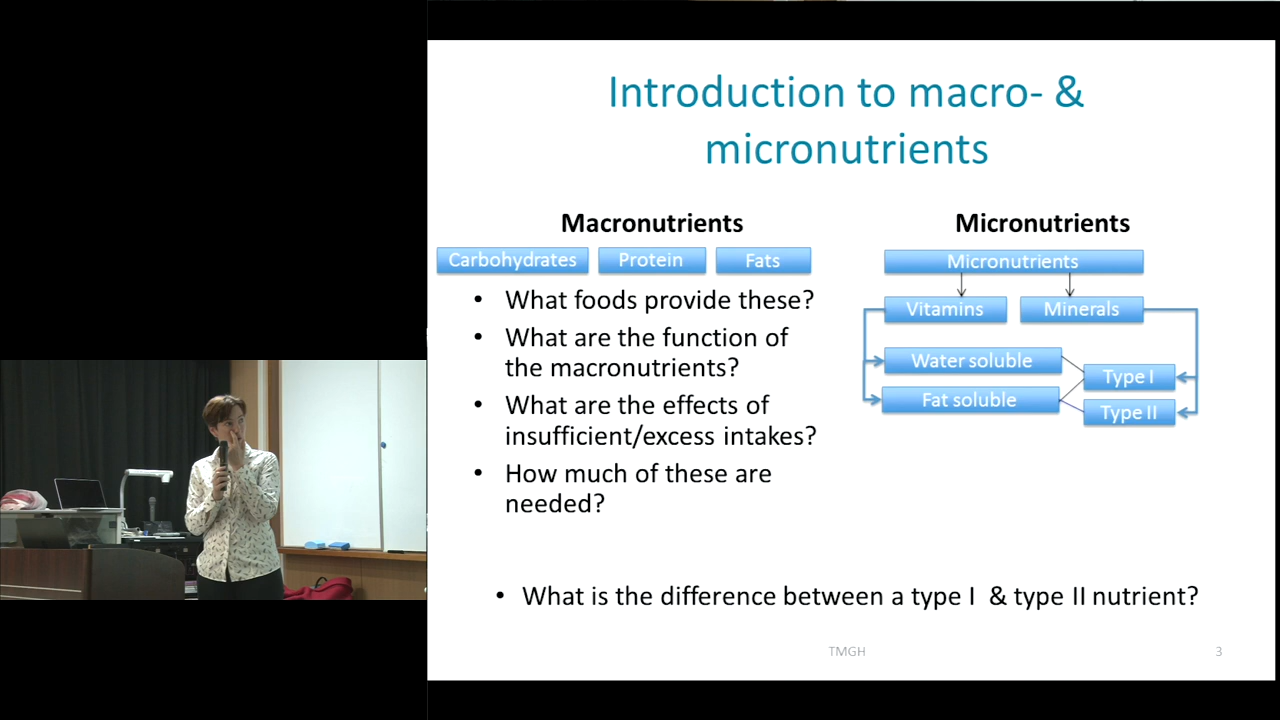 Introduction to macro- &
micronutrients
Macronutrients
Carbohydrates
Protein
Fats
• What foods provide these?
• What are the function of
the macronutrients?
• What are the effects of
insufficient/excess intakes?
• How much of these are
needed?
Micronutrients
Micronutrients
Vitamins
Minerals
Water soluble
Fat soluble
Type I
Type II
• What is the difference between a type I & type II nutrient?
TMGH
3